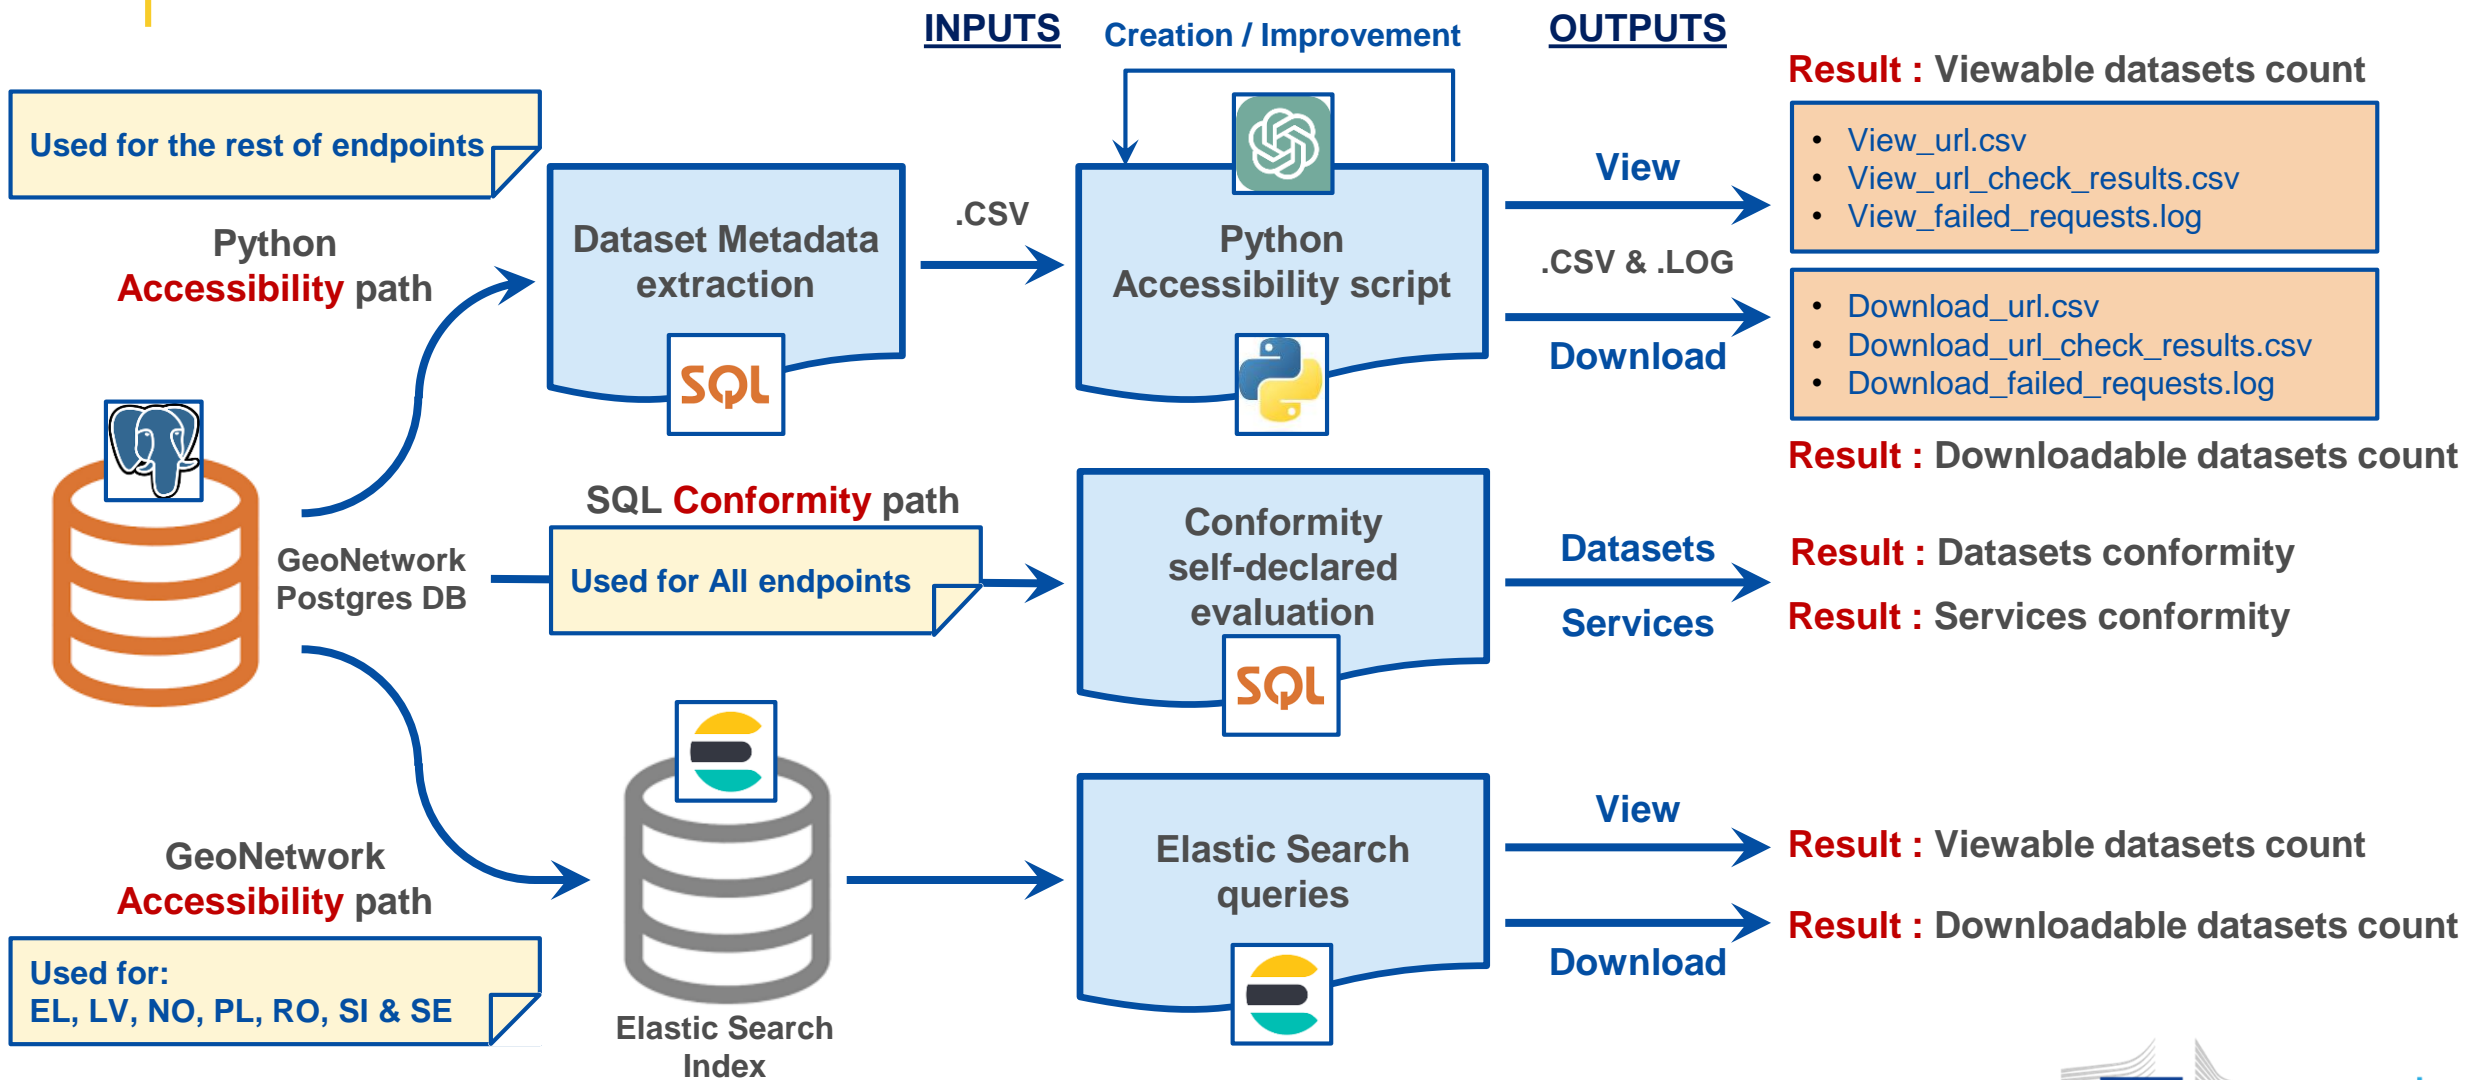 INPUTS
Creation / Improvement
OUTPUTS
Result : Viewable datasets count
Used for the rest of endpoints
• View_url.csv
• View_url_check_results.csv
• View_failed_requests.log
View
.CSV
Python
Accessibility path
Dataset Metadata
extraction
SQL
Python
Accessibility script
.CSV & .LOG
Download
• Download_url.csv
• Download_url_check_results.csv
• Download_failed_requests.log
Result : Downloadable datasets count
SQL Conformity path
GeoNetwork
Postgres DB
Used for All endpoints
Conformity
self-declared
evaluation
SQL
Datasets
Services
Result : Datasets conformity
Result : Services conformity
GeoNetwork
Accessibility path
Used for:
EL, LV, NO, PL, RO, SI & SE
Elastic Search
Index
Elastic Search
queries
View
Download
Result : Viewable datasets count
Result : Downloadable datasets count